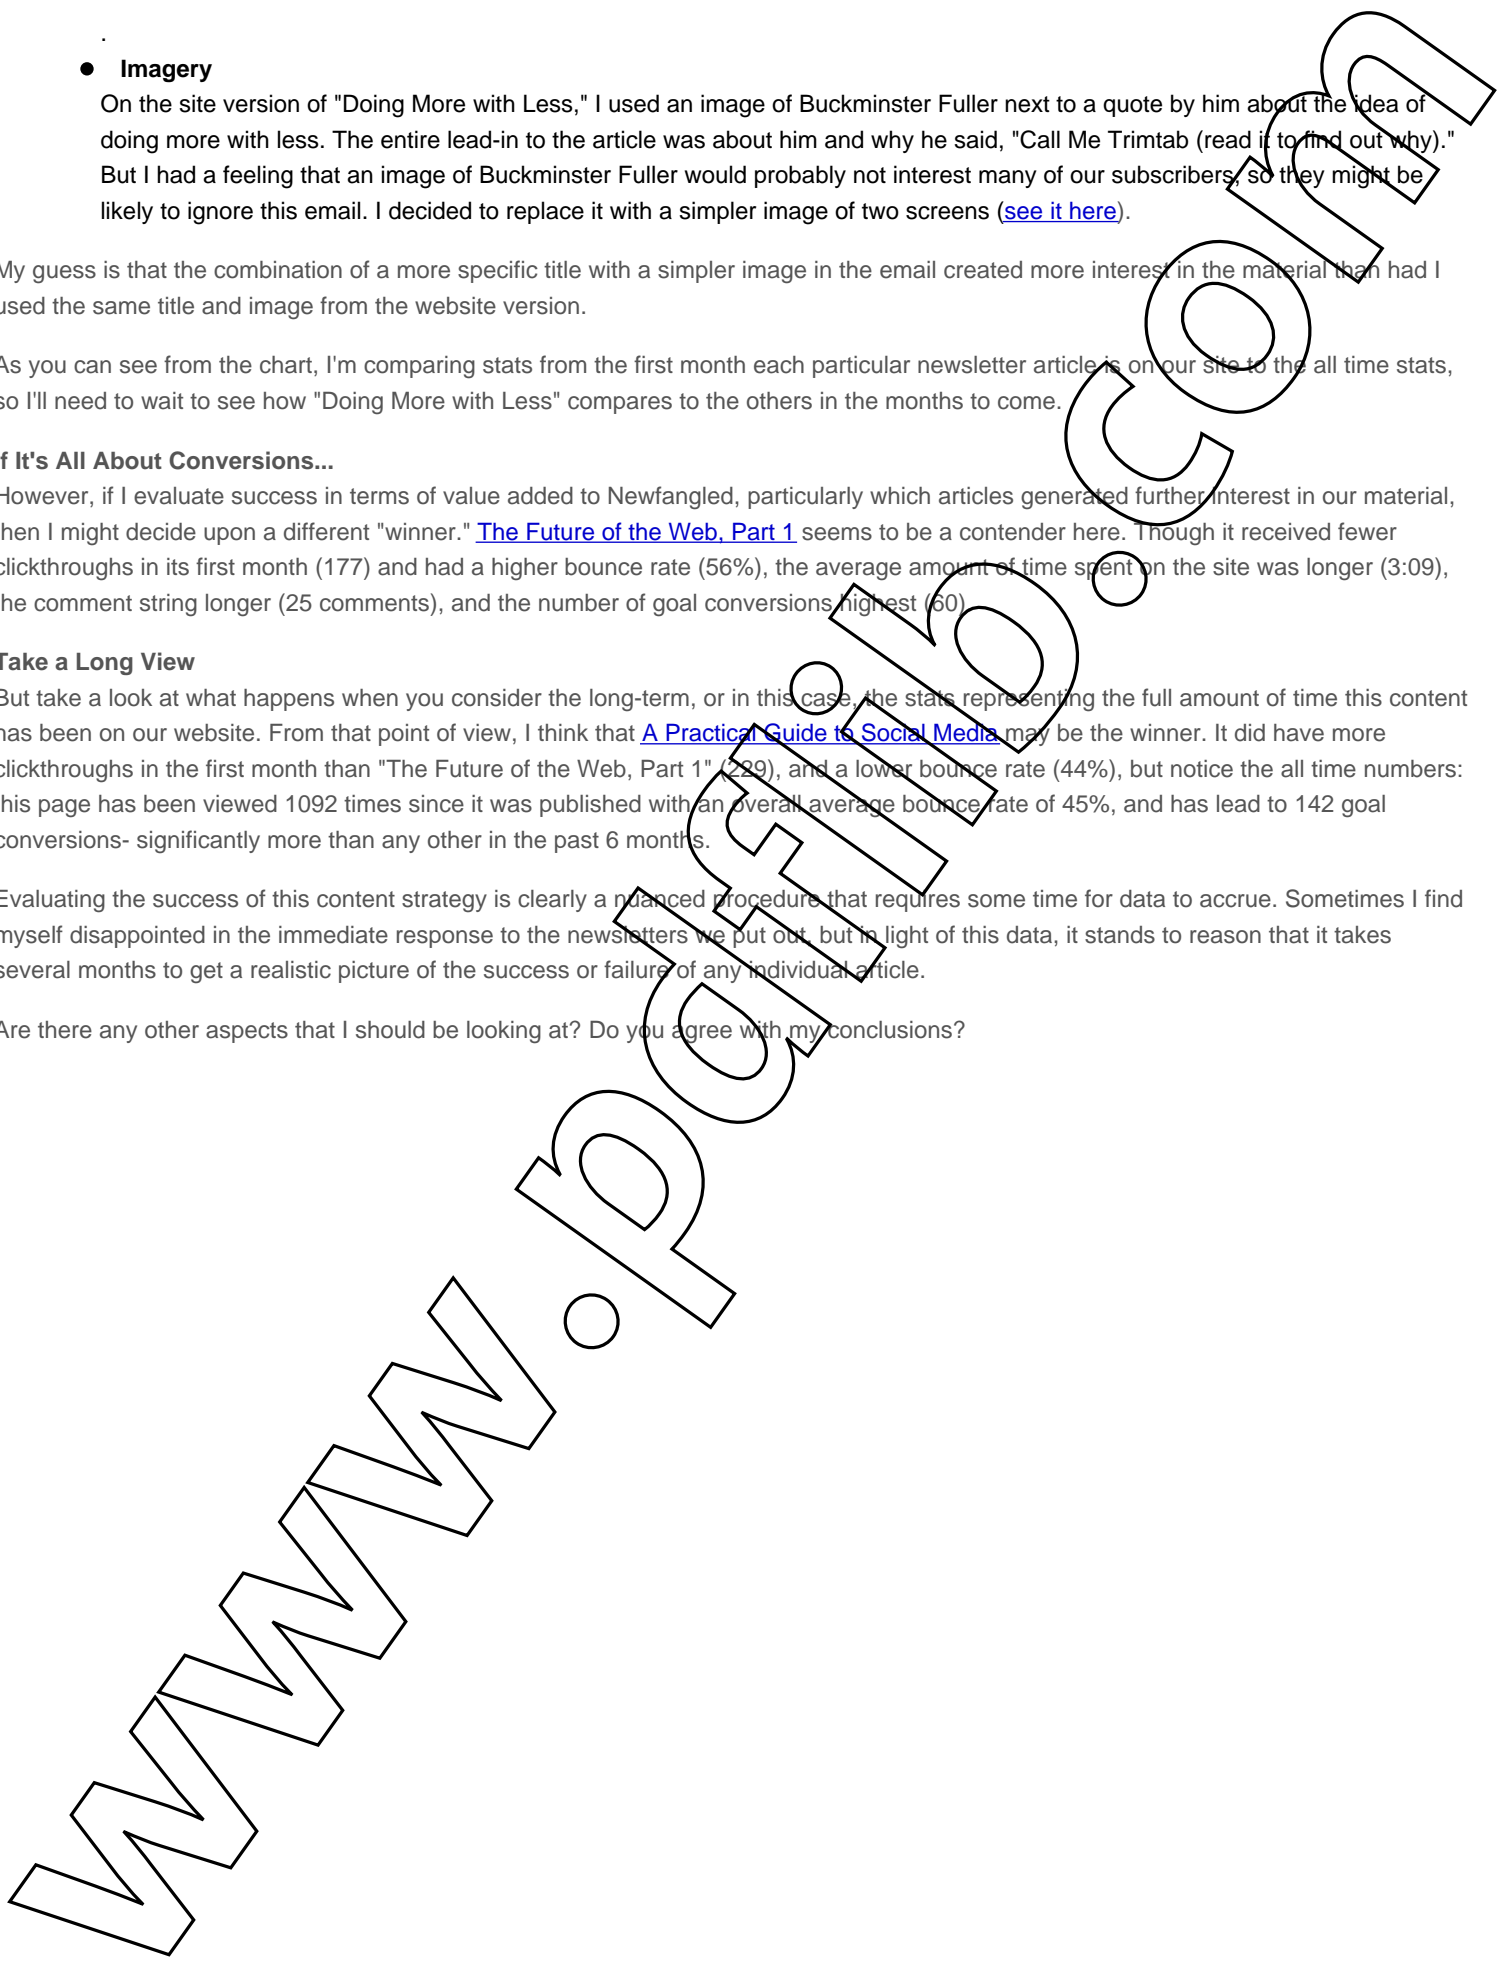 .
● Imagery
On the site version of "Doing More with Less," I used an image of Buckminster Fuller next to a quote by him about the idea of
doing more with less. The entire lead-in to the article was about him and why he said, "Call Me Trimtab (read it to find out why)."
But I had a feeling that an image of Buckminster Fuller would probably not interest many of our subscribers, so they might be
likely to ignore this email. I decided to replace it with a simpler image of two screens (see it here).
My guess is that the combination of a more specific title with a simpler image in the email created more interest in the material than had I
used the same title and image from the website version.
As you can see from the chart, I'm comparing stats from the first month each particular newsletter article is on our site to the all time stats,
so I'll need to wait to see how "Doing More with Less" compares to the others in the months to come.
If It's All About Conversions...
However, if I evaluate success in terms of value added to Newfangled, particularly which articles generated further interest in our material,
then I might decide upon a different "winner." The Future of the Web, Part 1 seems to be a contender here. Though it received fewer
clickthroughs in its first month (177) and had a higher bounce rate (56%), the average amount of time spent on the site was longer (3:09),
the comment string longer (25 comments), and the number of goal conversions highest (60).
Take a Long View
But take a look at what happens when you consider the long-term, or in this case, the stats representing the full amount of time this content
has been on our website. From that point of view, I think that A Practical Guide to Social Media may be the winner. It did have more
clickthroughs in the first month than "The Future of the Web, Part 1" (229), and a lower bounce rate (44%), but notice the all time numbers:
this page has been viewed 1092 times since it was published with an overall average bounce rate of 45%, and has lead to 142 goal
conversions- significantly more than any other in the past 6 months.
Evaluating the success of this content strategy is clearly a nuanced procedure that requires some time for data to accrue. Sometimes I find
myself disappointed in the immediate response to the newsletters we put out, but in light of this data, it stands to reason that it takes
several months to get a realistic picture of the success or failure of any individual article.
Are there any other aspects that I should be looking at? Do you agree with my conclusions?
www.pdflib.com